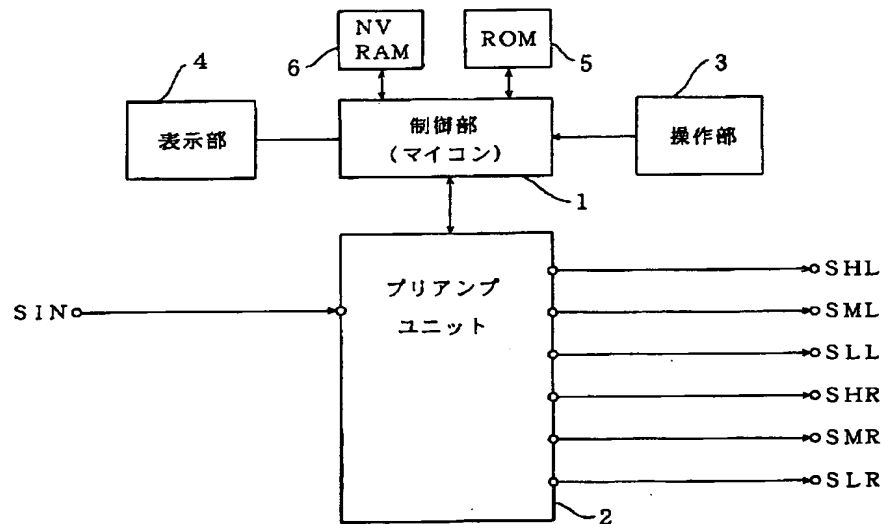 NV
RAM
6
ROM
5
4
表示部
制御部
(マイコン)
1
3
操作部
SIN
プリアンプ
ユニット
2
SHL
SML
SLL
SHR
SMR
SLR